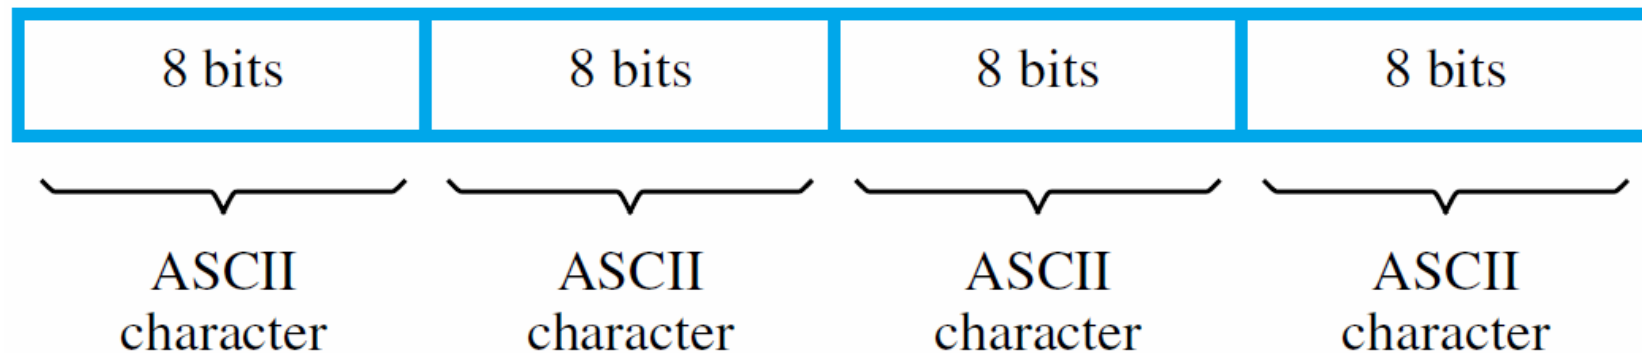 8 bits 8 bits 8 bits 8 bits
ASCII ASCII ASCII ASCII
character character character character